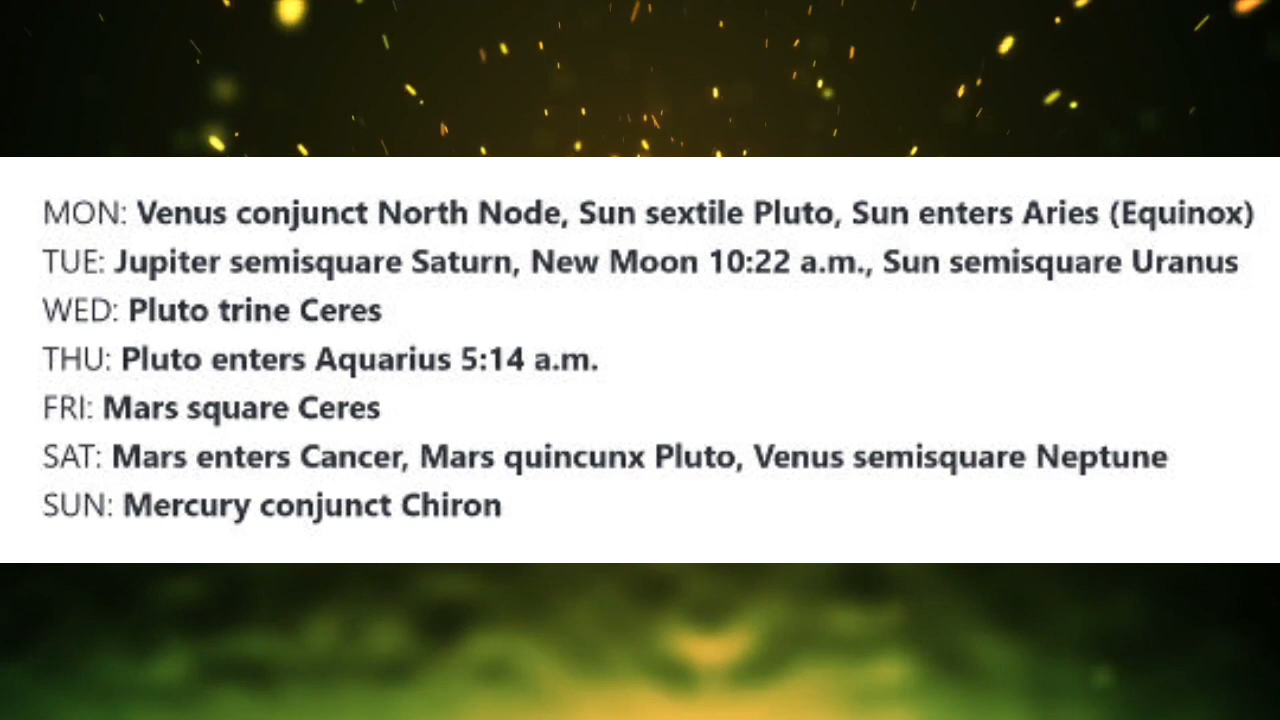 MON: Venus conjunct North Node, Sun sextile Pluto, Sun enters Aries (Equinox)
TUE: Jupiter semisquare Saturn, New Moon 10:22 a.m., Sun semisquare Uranus
WED: Pluto trine Ceres
THU: Pluto enters Aquarius 5:14 a.m.
FRI: Mars square Ceres
SAT: Mars enters Cancer, Mars quincunx Pluto, Venus semisquare Neptune
SUN: Mercury conjunct Chiron